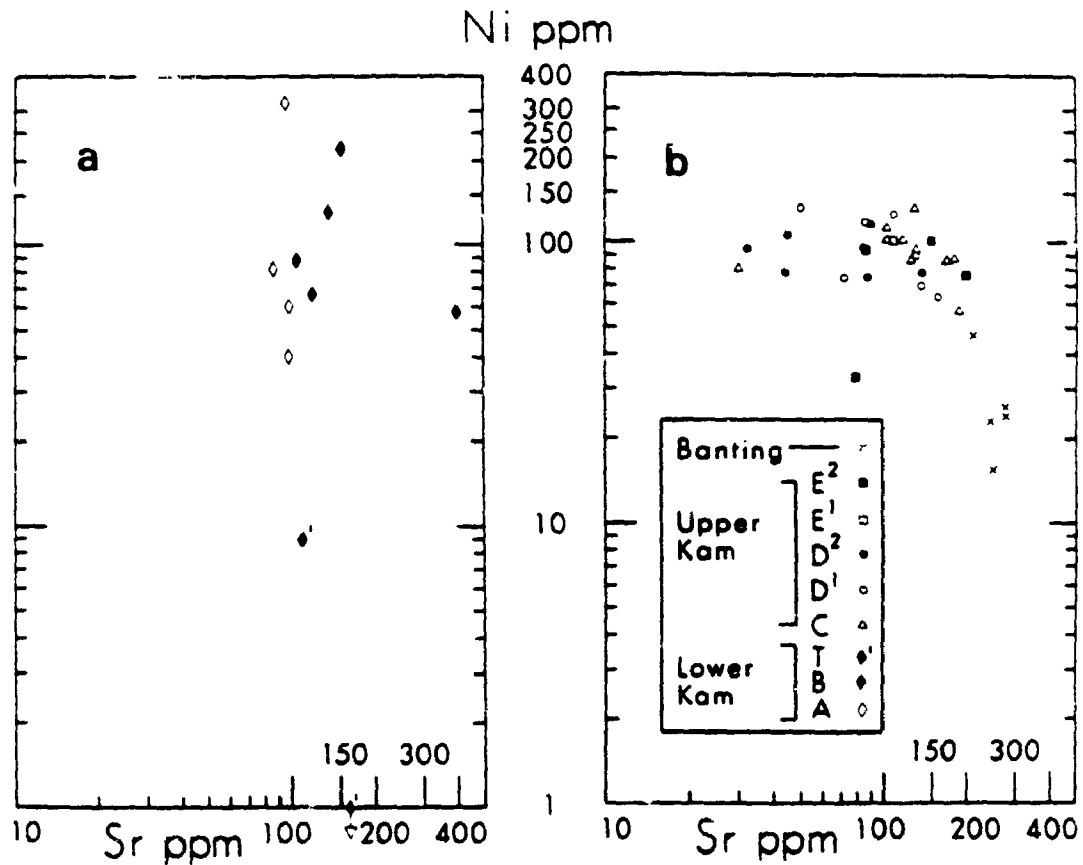 Ni ppm
a
400
300
250
200
150
100
10
1
150 300
10 100 200 400
Sr ppm
b
Banting
E²
E¹
D²
D¹
C
Upper
Kam
T
B
A
Lower
Kam
150 300
10 100 200 400
Sr ppm